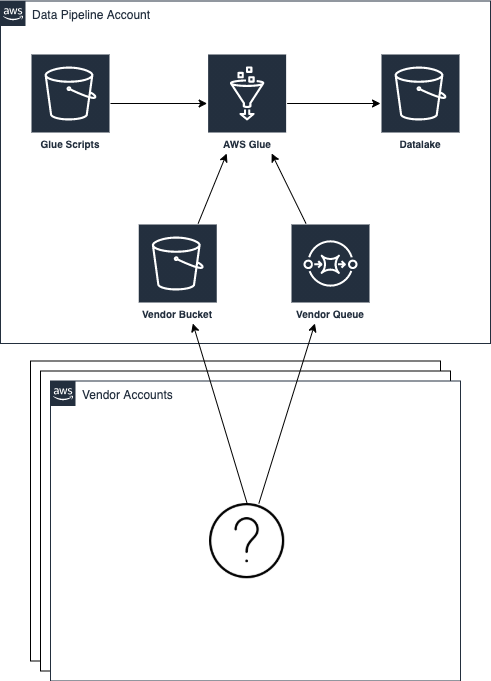 aws
Data Pipeline Account
Glue Scripts
AWS Glue
Datalake
Vendor Bucket
Vendor Queue
aws
Vendor Accounts
?